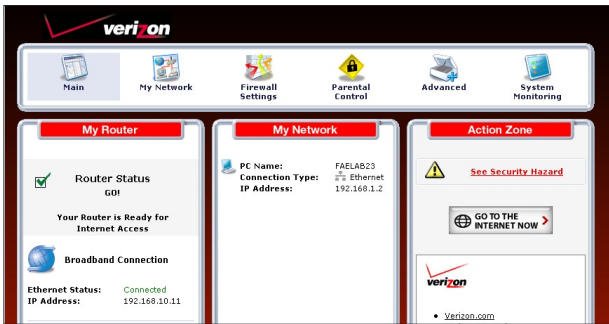 verizon
Main
My Network
Firewall
Settings
Parental
Control
Advanced
System
Monitoring
My Router
Router Status
GO!
Your Router is Ready for
Internet Access
Broadband Connection
Ethernet Status: Connected
IP Address: 192.168.10.11
My Network
PC Name: FAELAB23
Connection Type: Ethernet
IP Address: 192.168.1.2
Action Zone
See Security Hazard
GO TO THE
INTERNET NOW
verizon
Verizon.com